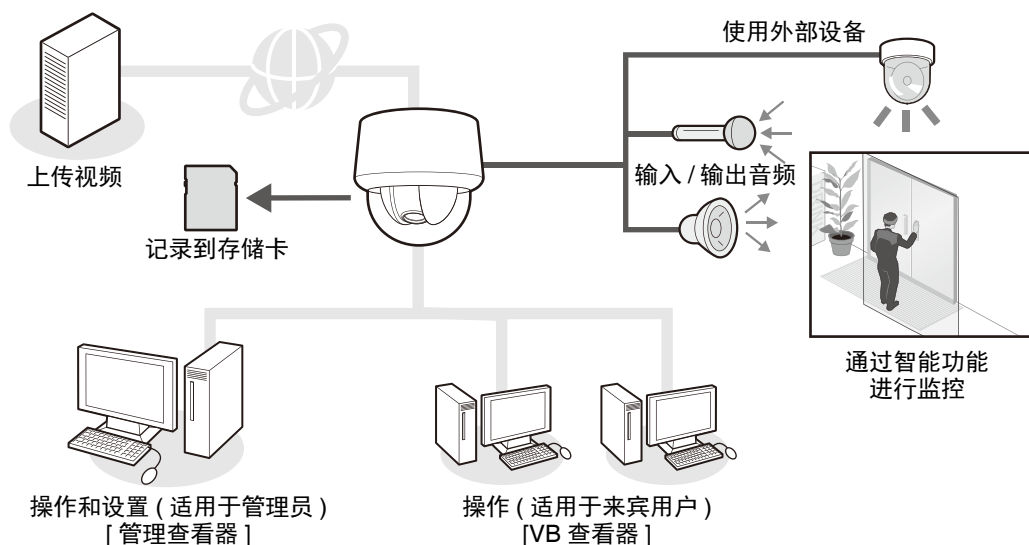 使用外部设备
上传视频
输入 / 输出音频
记录到存储卡
通过智能功能
进行监控
操作和设置 ( 适用于管理员 )
[ 管理查看器 ]
操作 ( 适用于来宾用户 )
[VB 查看器 ]